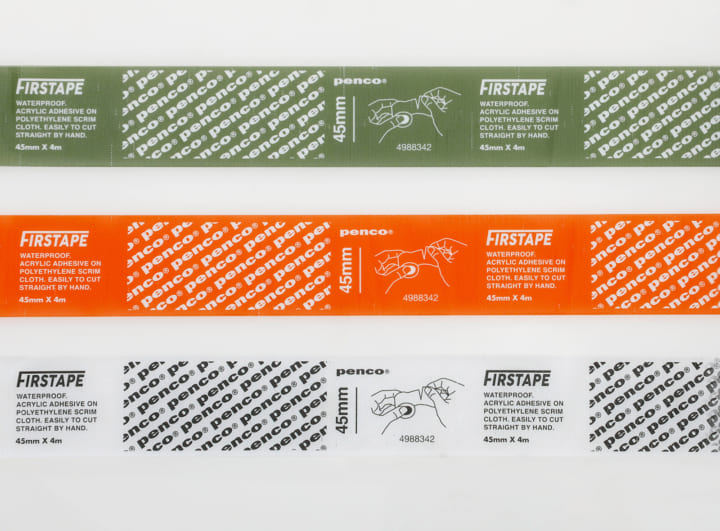 FIRSTAPE
WATERPROOF.
ACRYLIC ADHESIVE ON
POLYETHYLENE SCRIM
CLOTH. EASILY TO CUT
STRAIGHT BY HAND.
45mm X 4m
penco®
45mm
4988342
FIRSTAPE
WATERPROOF.
ACRYLIC ADHESIVE ON
POLYETHYLENE SCRIM
CLOTH. EASILY TO CUT
STRAIGHT BY HAND.
45mm X 4m
FIRSTAPE
WATERPROOF.
ACRYLIC ADHESIVE ON
POLYETHYLENE SCRIM
CLOTH. EASILY TO CUT
STRAIGHT BY HAND.
45mm X 4m
penco®
45mm
4988342
FIRSTAPE
WATERPROOF.
ACRYLIC ADHESIVE ON
POLYETHYLENE SCRIM
CLOTH. EASILY TO CUT
STRAIGHT BY HAND.
45mm X 4m
FIRSTAPE
WATERPROOF.
ACRYLIC ADHESIVE ON
POLYETHYLENE SCRIM
CLOTH. EASILY TO CUT
STRAIGHT BY HAND.
45mm X 4m
penco®
45mm
4988342
FIRSTAPE
WATERPROOF.
ACRYLIC ADHESIVE ON
POLYETHYLENE SCRIM
CLOTH. EASILY TO CUT
STRAIGHT BY HAND.
45mm X 4m